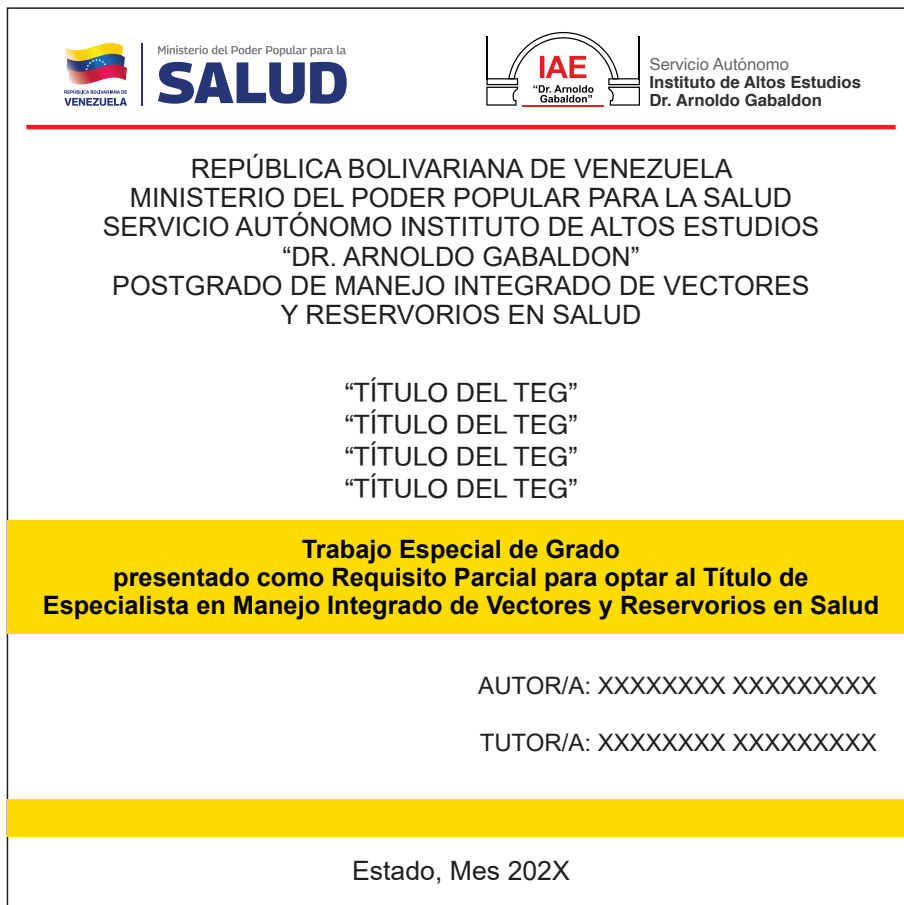 REPÚBLICA BOLIVARIANA DE
VENEZUELA
Ministerio del Poder Popular para la
SALUD
IAE
“Dr. Arnoldo
Gabaldon”
Servicio Autónomo
Instituto de Altos Estudios
Dr. Arnoldo Gabaldon
REPÚBLICA BOLIVARIANA DE VENEZUELA
MINISTERIO DEL PODER POPULAR PARA LA SALUD
SERVICIO AUTÓNOMO INSTITUTO DE ALTOS ESTUDIOS
“DR. ARNOLDO GABALDON”
POSTGRADO DE MANEJO INTEGRADO DE VECTORES
Y RESERVORIOS EN SALUD
“TÍTULO DEL TEG”
“TÍTULO DEL TEG”
“TÍTULO DEL TEG”
“TÍTULO DEL TEG”
Trabajo Especial de Grado
presentado como Requisito Parcial para optar al Título de
Especialista en Manejo Integrado de Vectores y Reservorios en Salud
AUTOR/A: XXXXXXXX XXXXXXXXX
TUTOR/A: XXXXXXXX XXXXXXXXX
Estado, Mes 202X